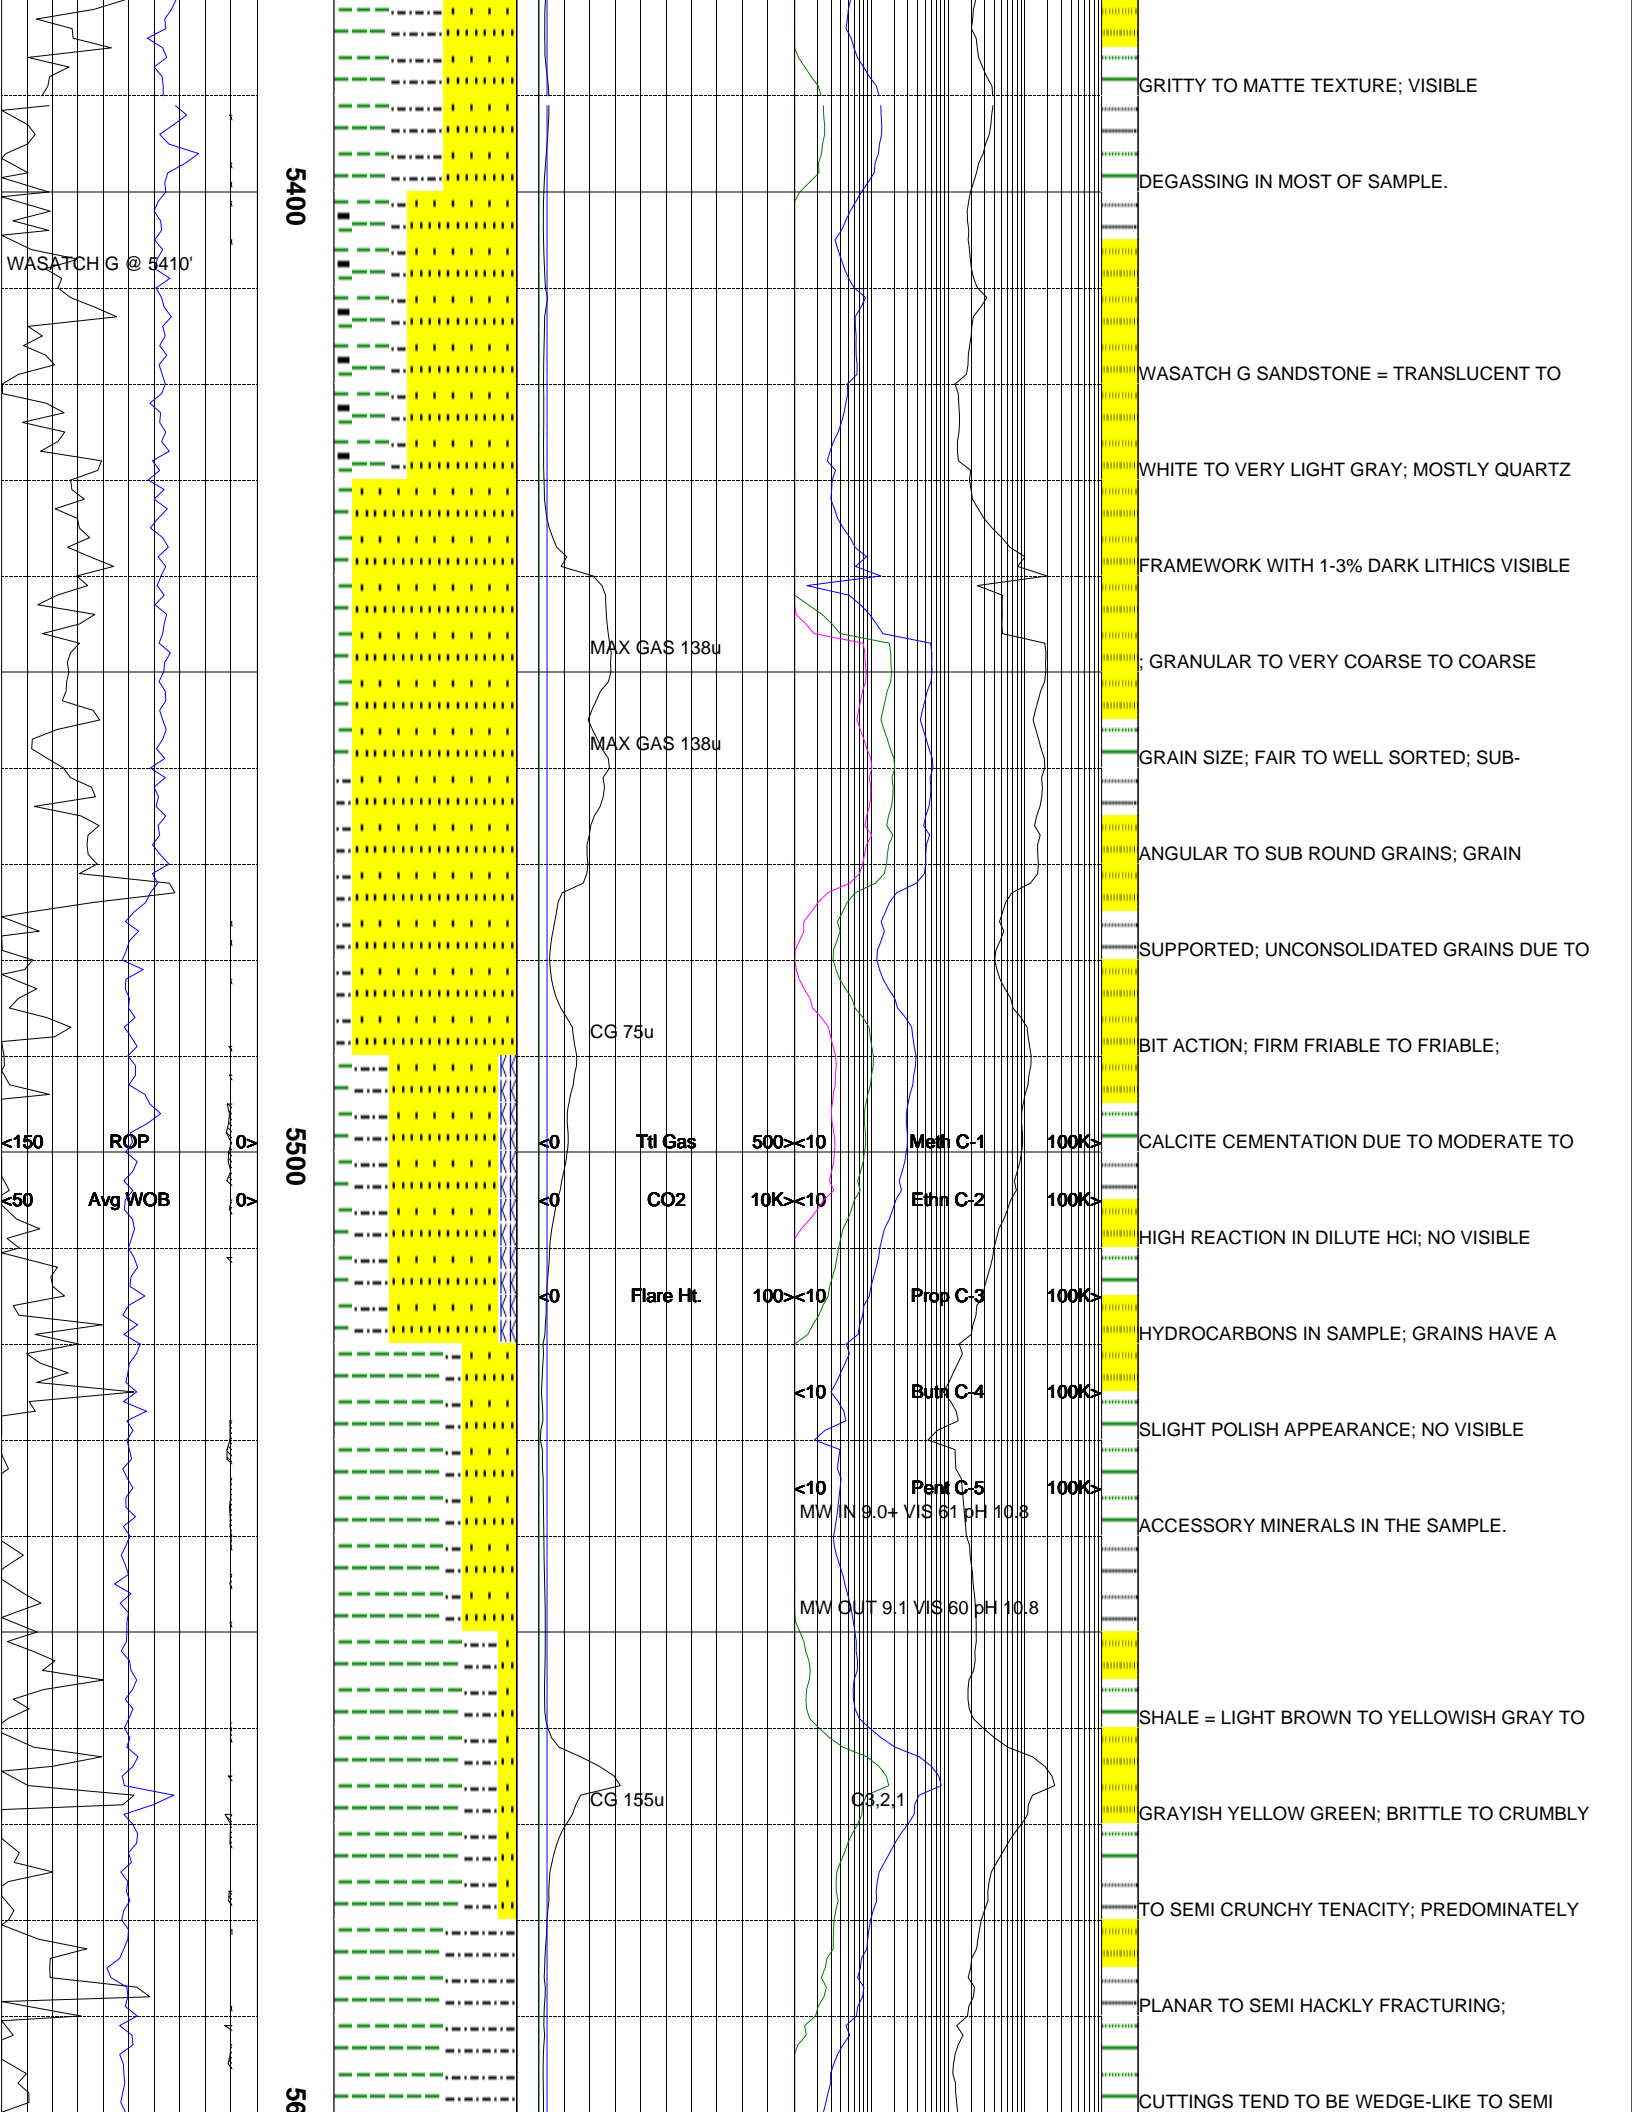 GRITTY TO MATTE TEXTURE; VISIBLE
5400
DEGASSING IN MOST OF SAMPLE.
WASATCH G @ 5410'
WASATCH G SANDSTONE = TRANSLUCENT TO
WHITE TO VERY LIGHT GRAY; MOSTLY QUARTZ
FRAMEWORK WITH 1-3% DARK LITHICS VISIBLE
MAX GAS 138u
; GRANULAR TO VERY COARSE TO COARSE
MAX GAS 138u
GRAIN SIZE; FAIR TO WELL SORTED; SUB-
ANGULAR TO SUB ROUND GRAINS; GRAIN
SUPPORTED; UNCONSOLIDATED GRAINS DUE TO
CG 75u
BIT ACTION; FIRM FRIABLE TO FRIABLE;
5500
<150 ROP 0> <0 Ttl Gas 500> <10 Meth C-1 100K>
CALCITE CEMENTATION DUE TO MODERATE TO
<50 Avg WOB 0> <0 CO2 10K> <10 Ethn C-2 100K>
HIGH REACTION IN DILUTE HCl; NO VISIBLE
<0 Flare Ht. 100> <10 Prop C-3 100K>
HYDROCARBONS IN SAMPLE; GRAINS HAVE A
<10 Butn C-4 100K>
SLIGHT POLISH APPEARANCE; NO VISIBLE
<10 Pent C-5 100K>
MW IN 9.0+ VIS 61 pH 10.8
ACCESSORY MINERALS IN THE SAMPLE.
MW OUT 9.1 VIS 60 pH 10.8
SHALE = LIGHT BROWN TO YELLOWISH GRAY TO
CG 155u C3,2,1
GRAYISH YELLOW GREEN; BRITTLE TO CRUMBLY
TO SEMI CRUNCHY TENACITY; PREDOMINATELY
PLANAR TO SEMI HACKLY FRACTURING;
56
CUTTINGS TEND TO BE WEDGE-LIKE TO SEMI